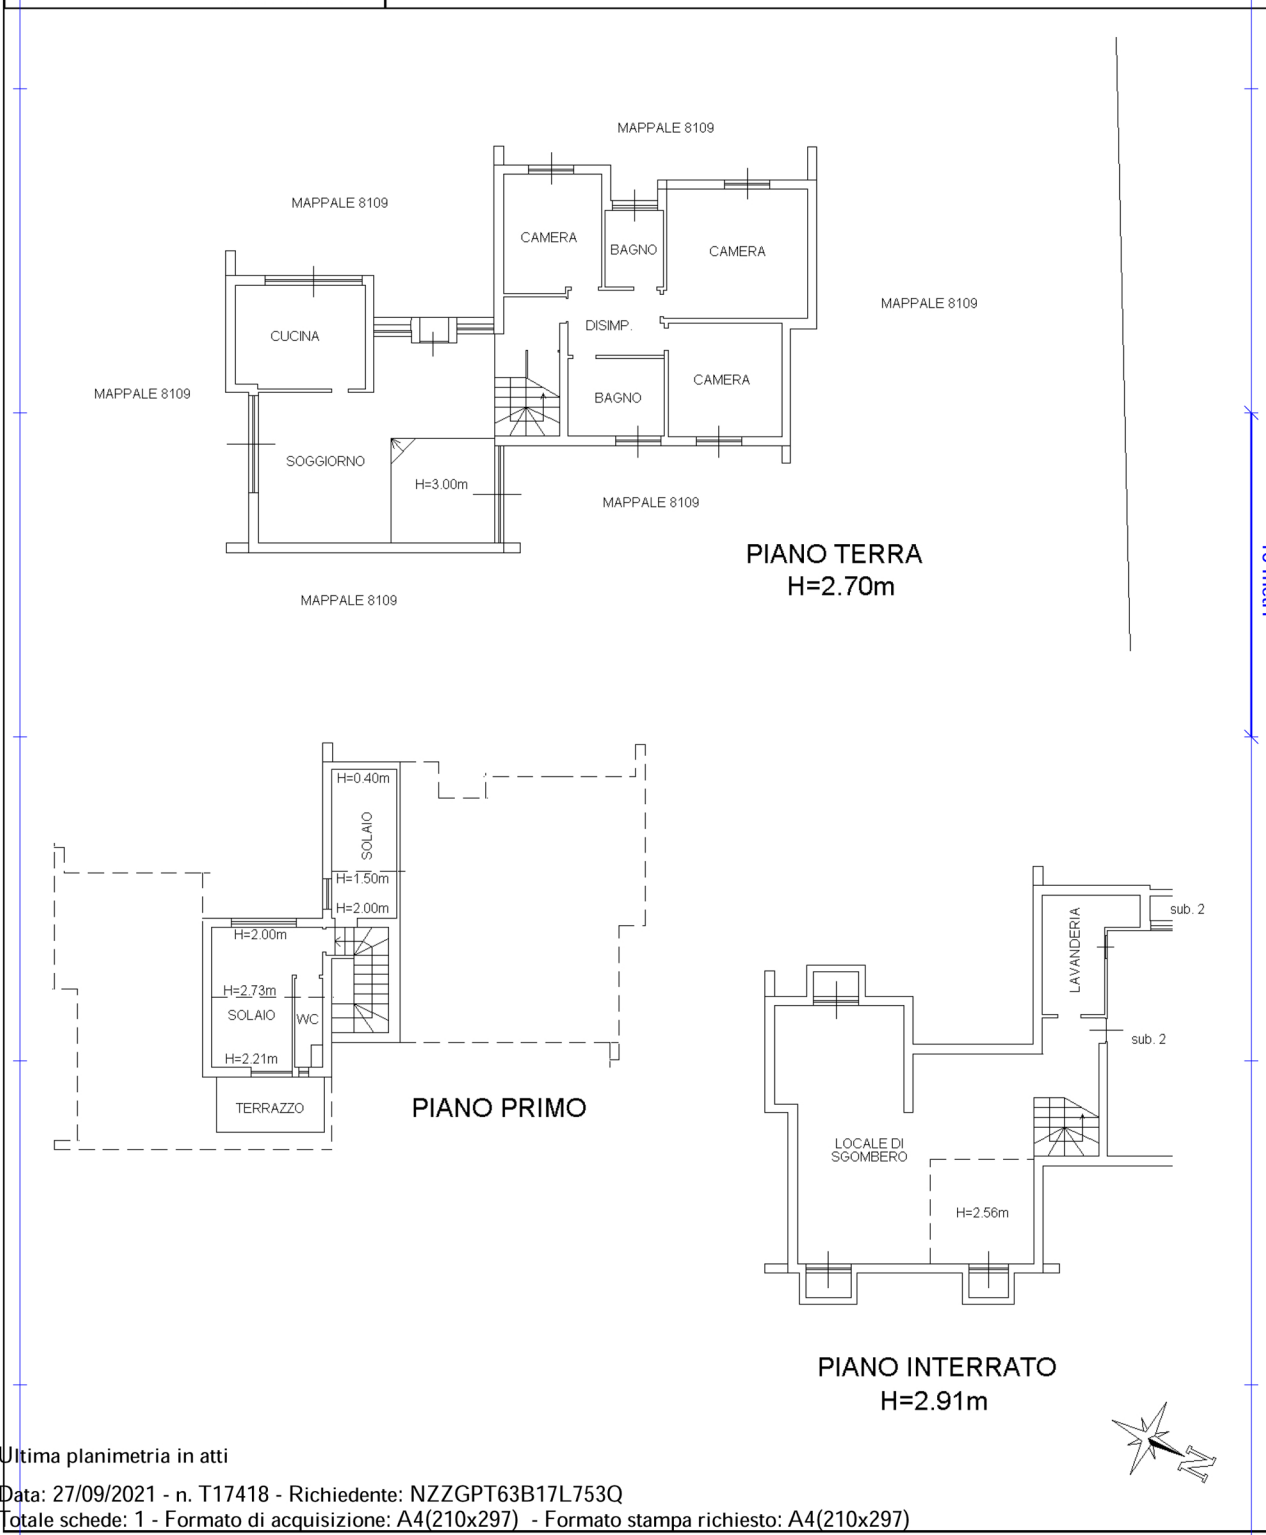 MAPPALE 8109
MAPPALE 8109
CAMERA
BAGNO
CAMERA
MAPPALE 8109
DISIMP.
CUCINA
CAMERA
MAPPALE 8109
BAGNO
SOGGIORNO
H=3.00m
MAPPALE 8109
PIANO TERRA
H=2.70m
MAPPALE 8109
H=0.40m
SOLAIO
H=1.50m
H=2.00m
H=2.00m
H=2.73m
SOLAIO
WC
H=2.21m
TERRAZZO
PIANO PRIMO
sub. 2
LAVANDERIA
sub. 2
LOCALE DI
SGOMBERO
H=2.56m
PIANO INTERRATO
H=2.91m
N
Ultima planimetria in atti
Data: 27/09/2021 - n. T17418 - Richiedente: NZZGPT63B17L753Q
Totale schede: 1 - Formato di acquisizione: A4(210x297) - Formato stampa richiesto: A4(210x297)